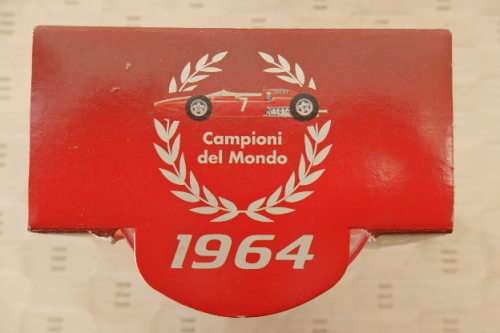 7
Campioni
del Mondo
1964